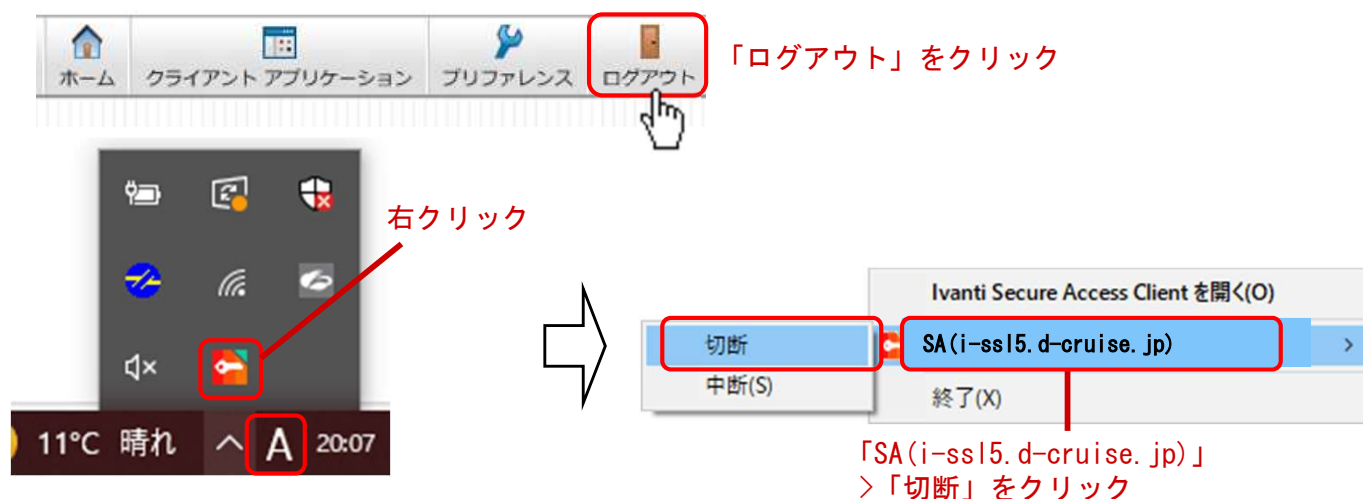 ホーム
クライアント アプリケーション
プリファレンス
ログアウト
「ログアウト」をクリック
右クリック
11°C 晴れ
A
20:07
Ivanti Secure Access Client を開く(O)
切断
SA(i-ssl5.d-cruise.jp)
中断(S)
終了(X)
「SA(i-ssl5.d-cruise.jp)」
>「切断」をクリック